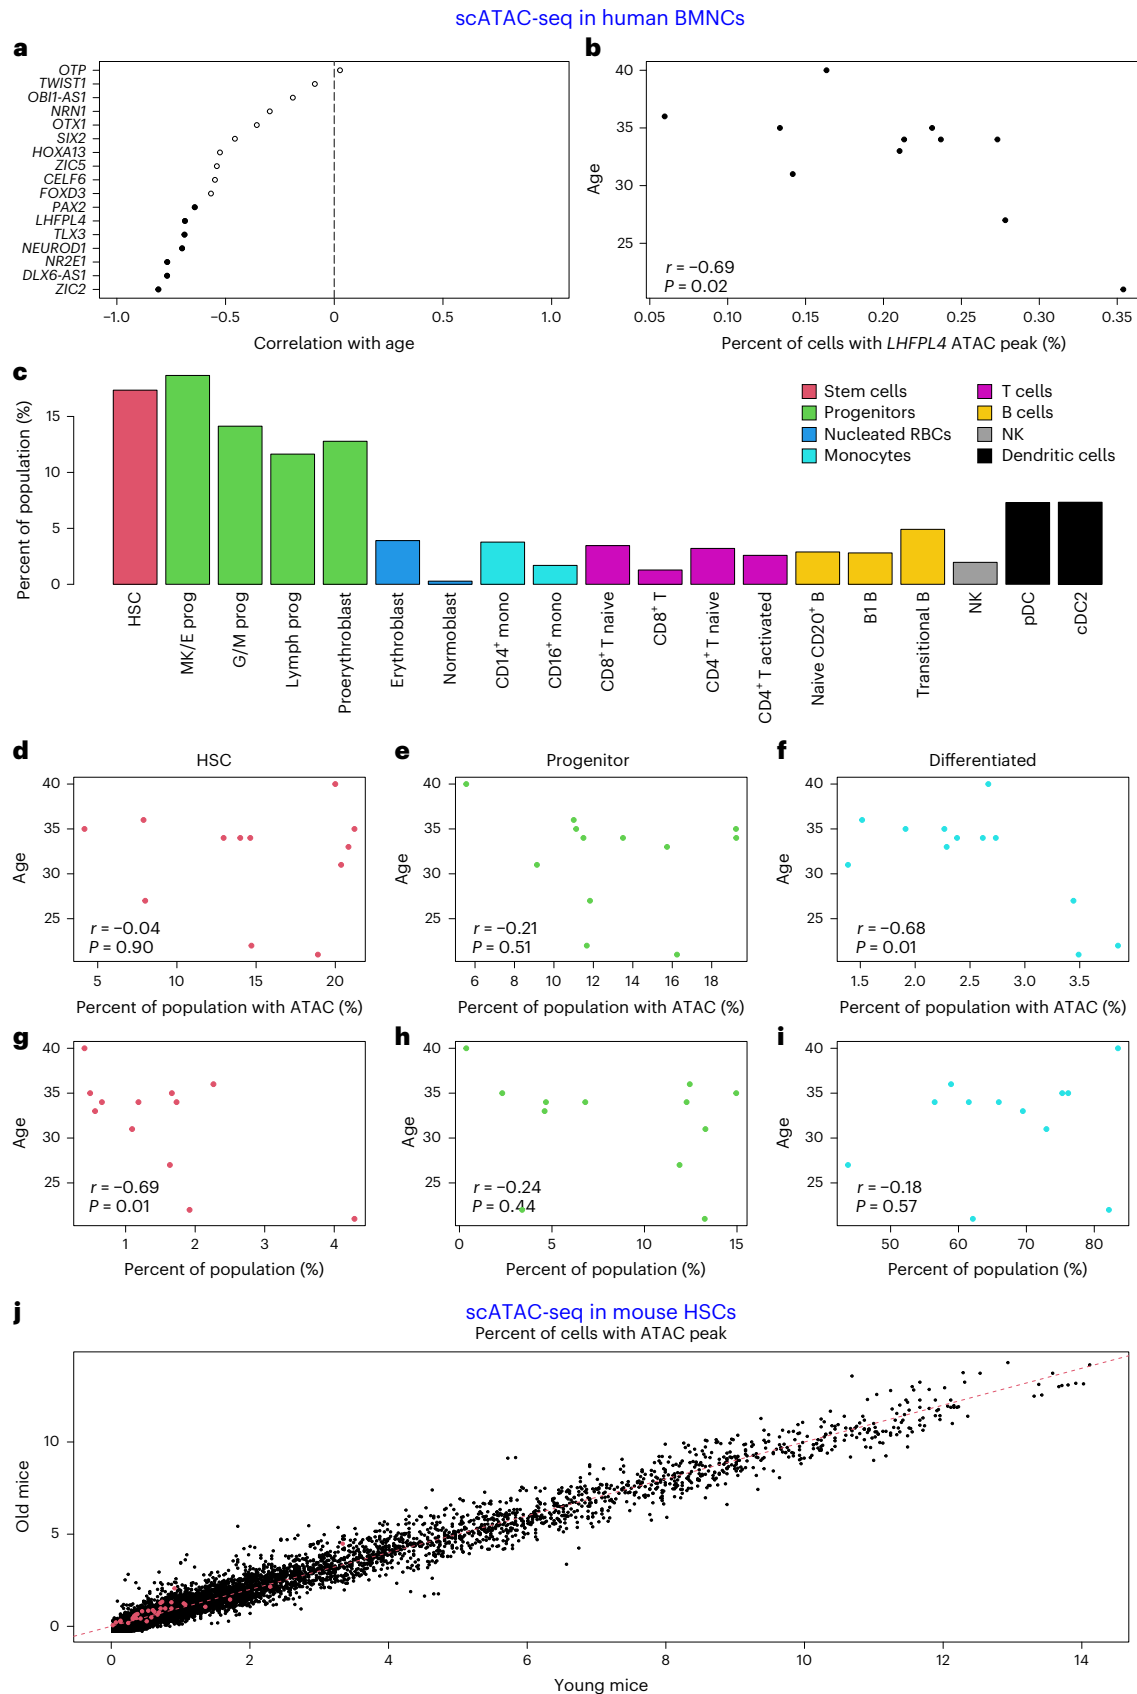 scATAC-seq in human BMNCs
a
OTP
TWIST1
OBI1-AS1
NRN1
OTX1
SIX2
HOXA13
ZIC5
CELF6
FOXD3
PAX2
LHFPL4
TLX3
NEUROD1
NR2E1
DLX6-AS1
ZIC2
−1.0 −0.5 0 0.5 1.0
Correlation with age
b
Age
40
35
30
25
r = −0.69
P = 0.02
0.05 0.10 0.15 0.20 0.25 0.30 0.35
Percent of cells with LHFPL4 ATAC peak (%)
c
Percent of population (%)
15
10
5
0
Stem cells
Progenitors
Nucleated RBCs
Monocytes
T cells
B cells
NK
Dendritic cells
HSC
MK/E prog
G/M prog
Lymph prog
Proerythroblast
Erythroblast
Normoblast
CD14⁺ mono
CD16⁺ mono
CD8⁺ T naive
CD8⁺ T
CD4⁺ T naive
CD4⁺ T activated
Naive CD20⁺ B
B1 B
Transitional B
NK
pDC
cDC2
d
HSC
Age
40
35
30
25
r = −0.04
P = 0.90
5 10 15 20
Percent of population with ATAC (%)
e
Progenitor
Age
40
35
30
25
r = −0.21
P = 0.51
6 8 10 12 14 16 18
Percent of population with ATAC (%)
f
Differentiated
Age
40
35
30
25
r = −0.68
P = 0.01
1.5 2.0 2.5 3.0 3.5
Percent of population with ATAC (%)
g
Age
40
35
30
25
r = −0.69
P = 0.01
1 2 3 4
Percent of population (%)
h
Age
40
35
30
25
r = −0.24
P = 0.44
0 5 10 15
Percent of population (%)
i
Age
40
35
30
25
r = −0.18
P = 0.57
50 60 70 80
Percent of population (%)
j
scATAC-seq in mouse HSCs
Percent of cells with ATAC peak
Old mice
10
5
0
0 2 4 6 8 10 12 14
Young mice